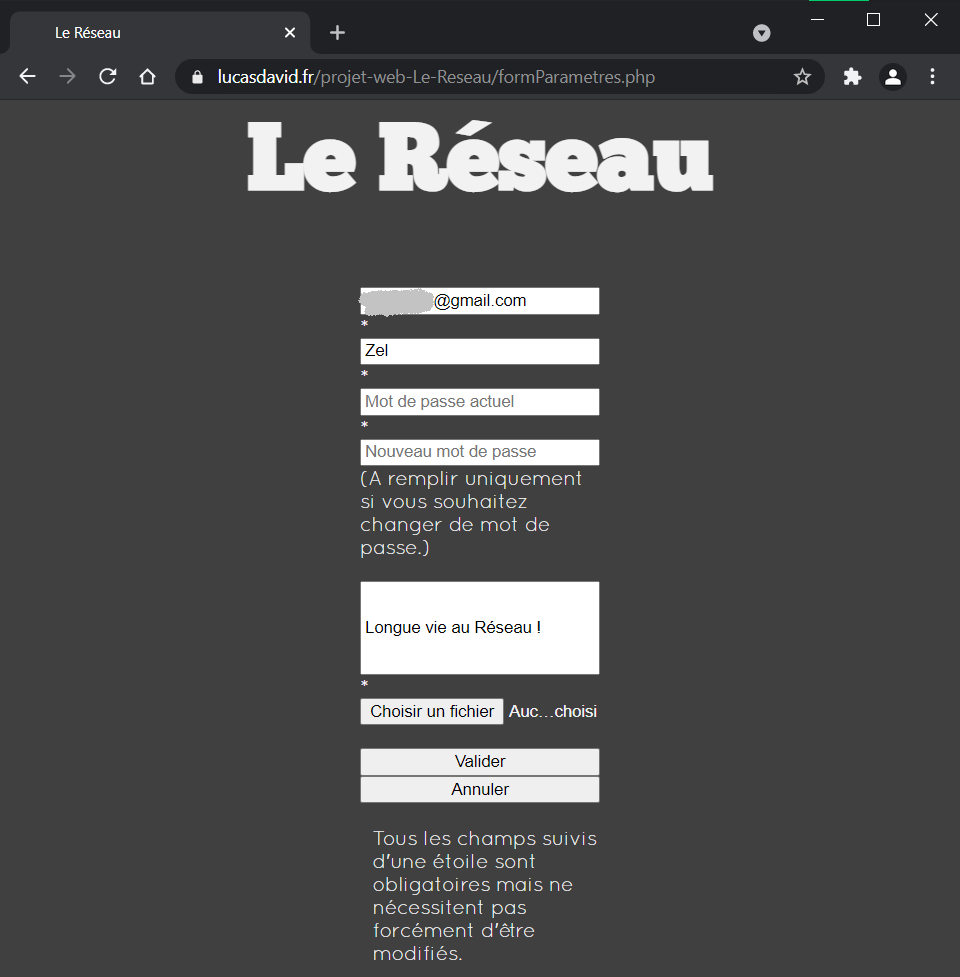 Le Réseau
lucasdavid.fr/projet-web-Le-Reseau/formParametres.php
Le Réseau
@gmail.com
*
Zel
*
Mot de passe actuel
*
Nouveau mot de passe
(A remplir uniquement
si vous souhaitez
changer de mot de
passe.)
Longue vie au Réseau !
*
Choisir un fichier Auc...choisi
Valider
Annuler
Tous les champs suivis
d'une étoile sont
obligatoires mais ne
nécessitent pas
forcément d'être
modifiés.